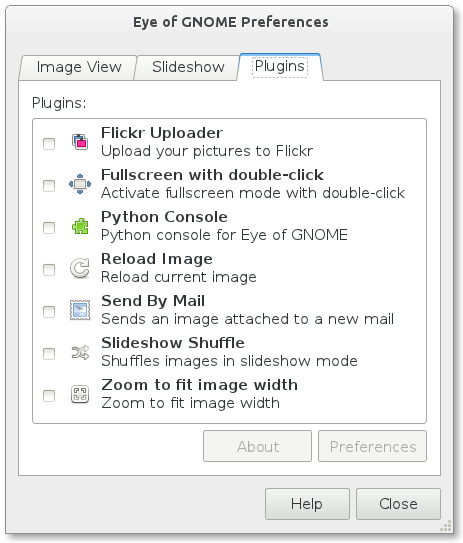 Eye of GNOME Preferences
Image View
Slideshow
Plugins
Plugins:
Flickr Uploader
Upload your pictures to Flickr
Fullscreen with double-click
Activate fullscreen mode with double-click
Python Console
Python console for Eye of GNOME
Reload Image
Reload current image
Send By Mail
Sends an image attached to a new mail
Slideshow Shuffle
Shuffles images in slideshow mode
Zoom to fit image width
Zoom to fit image width
About
Preferences
Help
Close